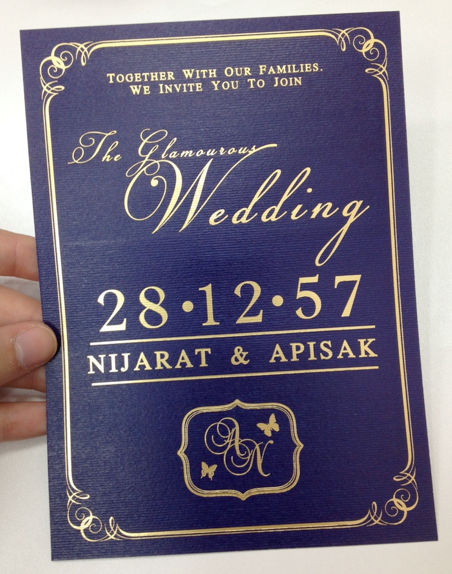 Together With Our Families.
We Invite You To Join
The Glamourous
Wedding
28•12•57
NIJARAT & APISAK
AN